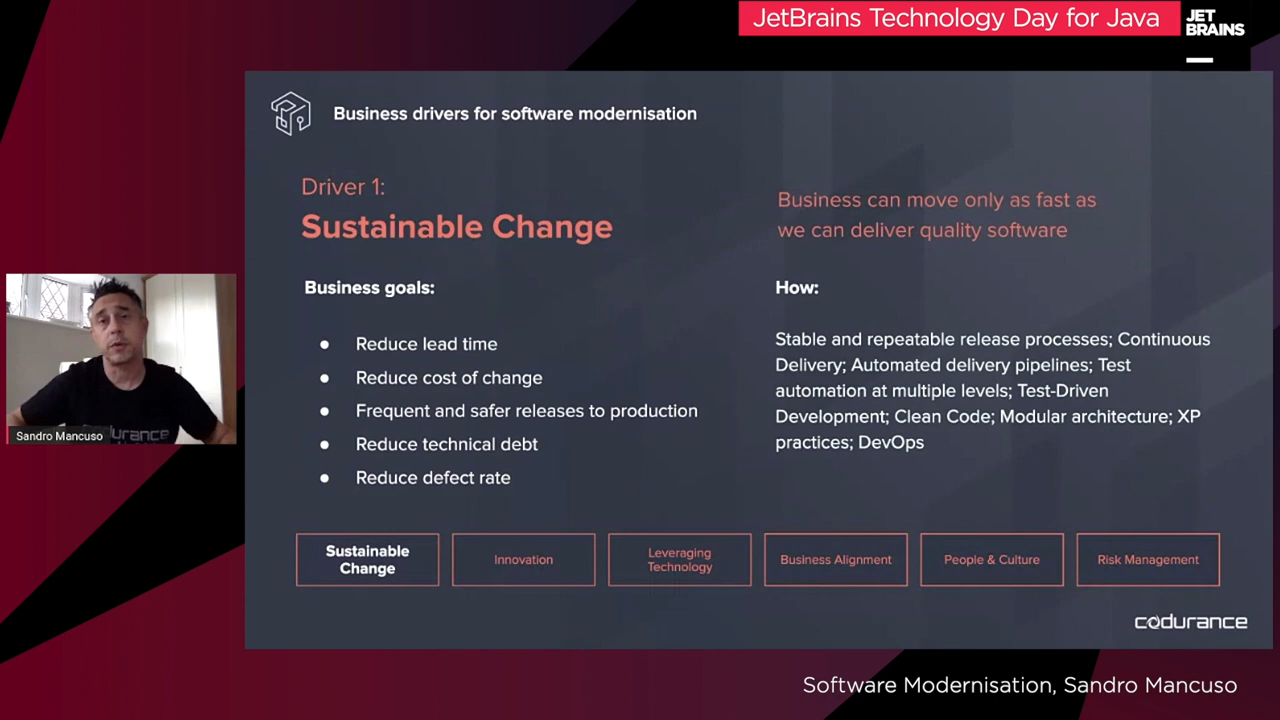 JetBrains Technology Day for Java
JET
BRAINS
Business drivers for software modernisation
Driver 1:
Sustainable Change
Business can move only as fast as
we can deliver quality software
Business goals:
● Reduce lead time
● Reduce cost of change
● Frequent and safer releases to production
● Reduce technical debt
● Reduce defect rate
How:
Stable and repeatable release processes; Continuous
Delivery; Automated delivery pipelines; Test
automation at multiple levels; Test-Driven
Development; Clean Code; Modular architecture; XP
practices; DevOps
Sandro Mancuso
durance
Sustainable
Change
Innovation
Leveraging
Technology
Business Alignment
People & Culture
Risk Management
codurance
Software Modernisation, Sandro Mancuso